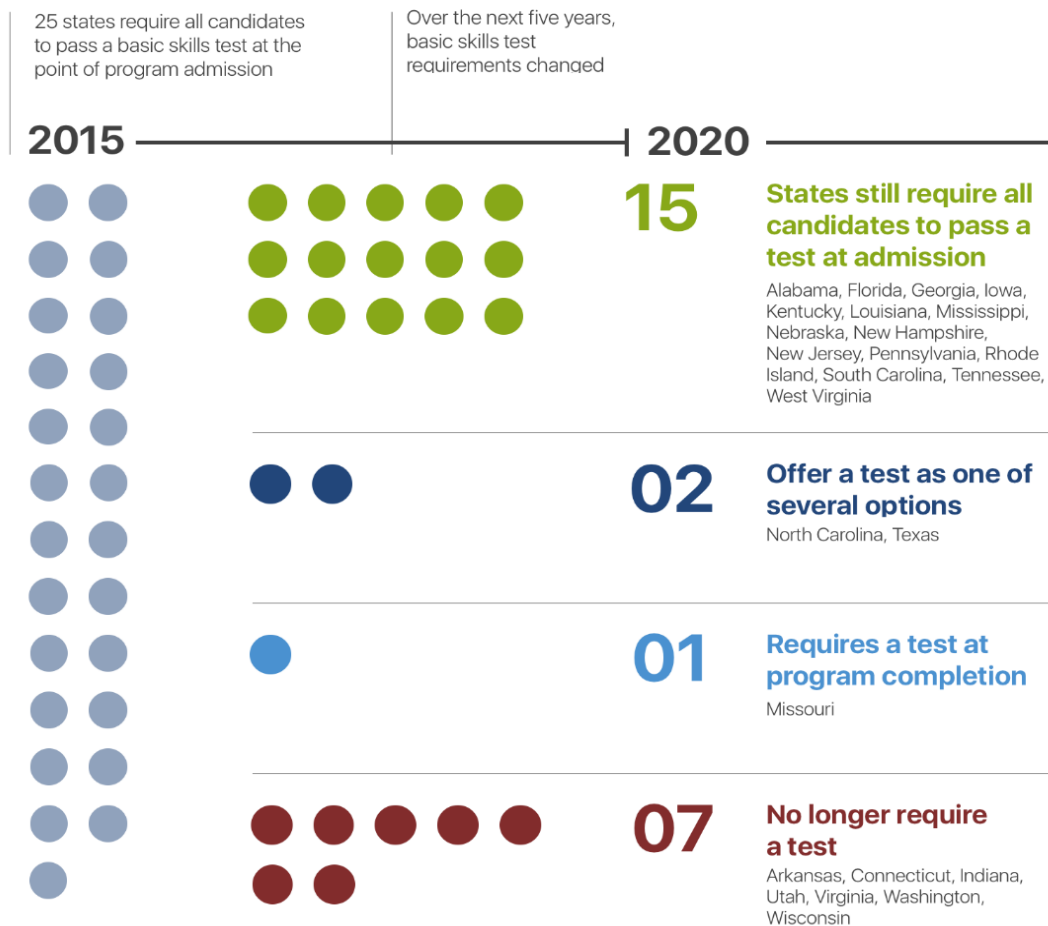 25 states require all candidates
to pass a basic skills test at the
point of program admission
Over the next five years,
basic skills test
requirements changed
2015
2020
15
States still require all
candidates to pass a
test at admission
Alabama, Florida, Georgia, Iowa,
Kentucky, Louisiana, Mississippi,
Nebraska, New Hampshire,
New Jersey, Pennsylvania, Rhode
Island, South Carolina, Tennessee,
West Virginia
02
Offer a test as one of
several options
North Carolina, Texas
01
Requires a test at
program completion
Missouri
07
No longer require
a test
Arkansas, Connecticut, Indiana,
Utah, Virginia, Washington,
Wisconsin